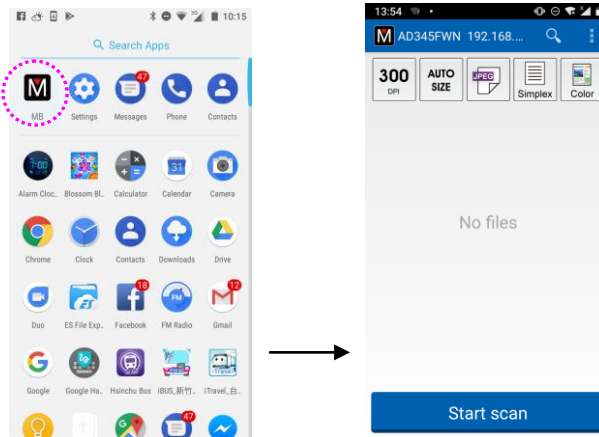 10:15
Search Apps
M
47
MB Settings Messages Phone Contacts
7:00
31
Alarm Cloc.. Blossom Bl.. Calculator Calendar Camera
Chrome Clock Contacts Downloads Drive
18
12
FM
Duo ES File Exp.. Facebook FM Radio Gmail
iTravel
Google Google Ha.. Hsinchu Bus iBUS_新竹.. iTravel_台..
47
13:54
M AD345FWN 192.168....
300
DPI
AUTO
SIZE
JPEG
Simplex
Color
No files
Start scan